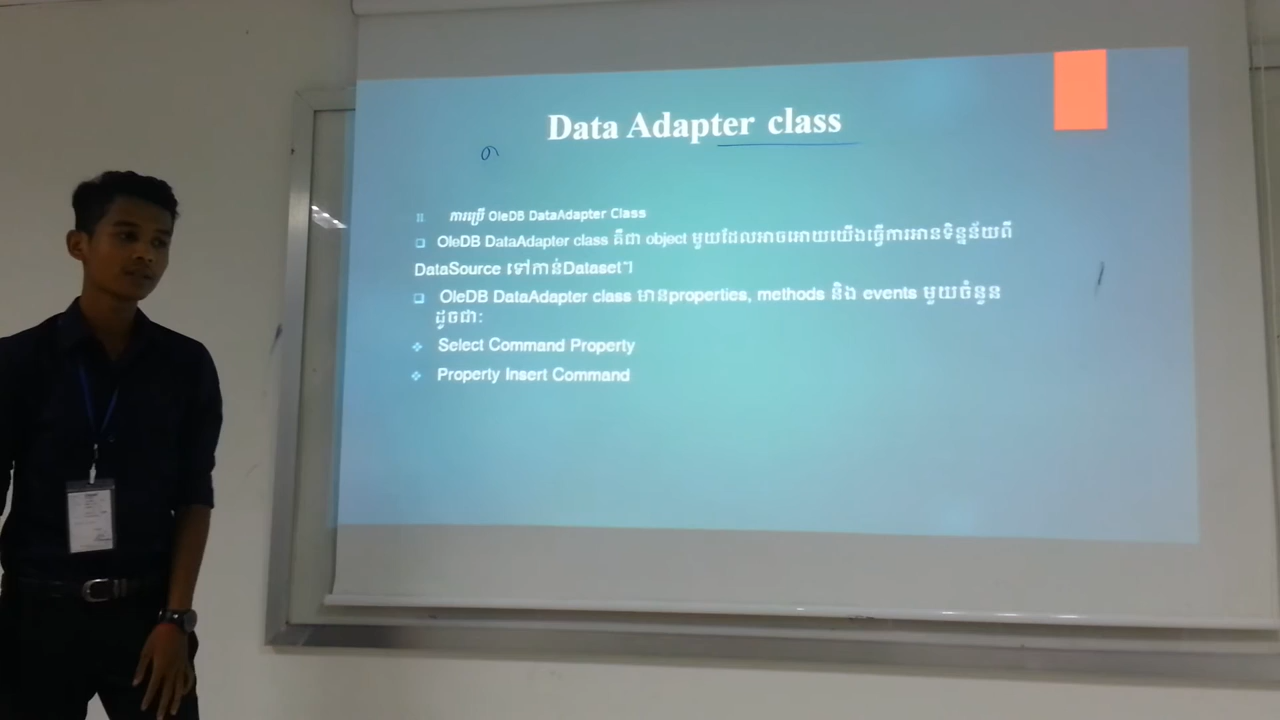 Data Adapter class
II ការប្រើ OleDB DataAdapter Class
OleDB DataAdapter class គឺជា object មួយដែលអាចអោយយើងធ្វើការអានទិន្នន័យពី
DataSource ទៅកាន់Dataset។
OleDB DataAdapter class មានproperties, methods និង events មួយចំនួន
ដូចជា:
Select Command Property
Property Insert Command